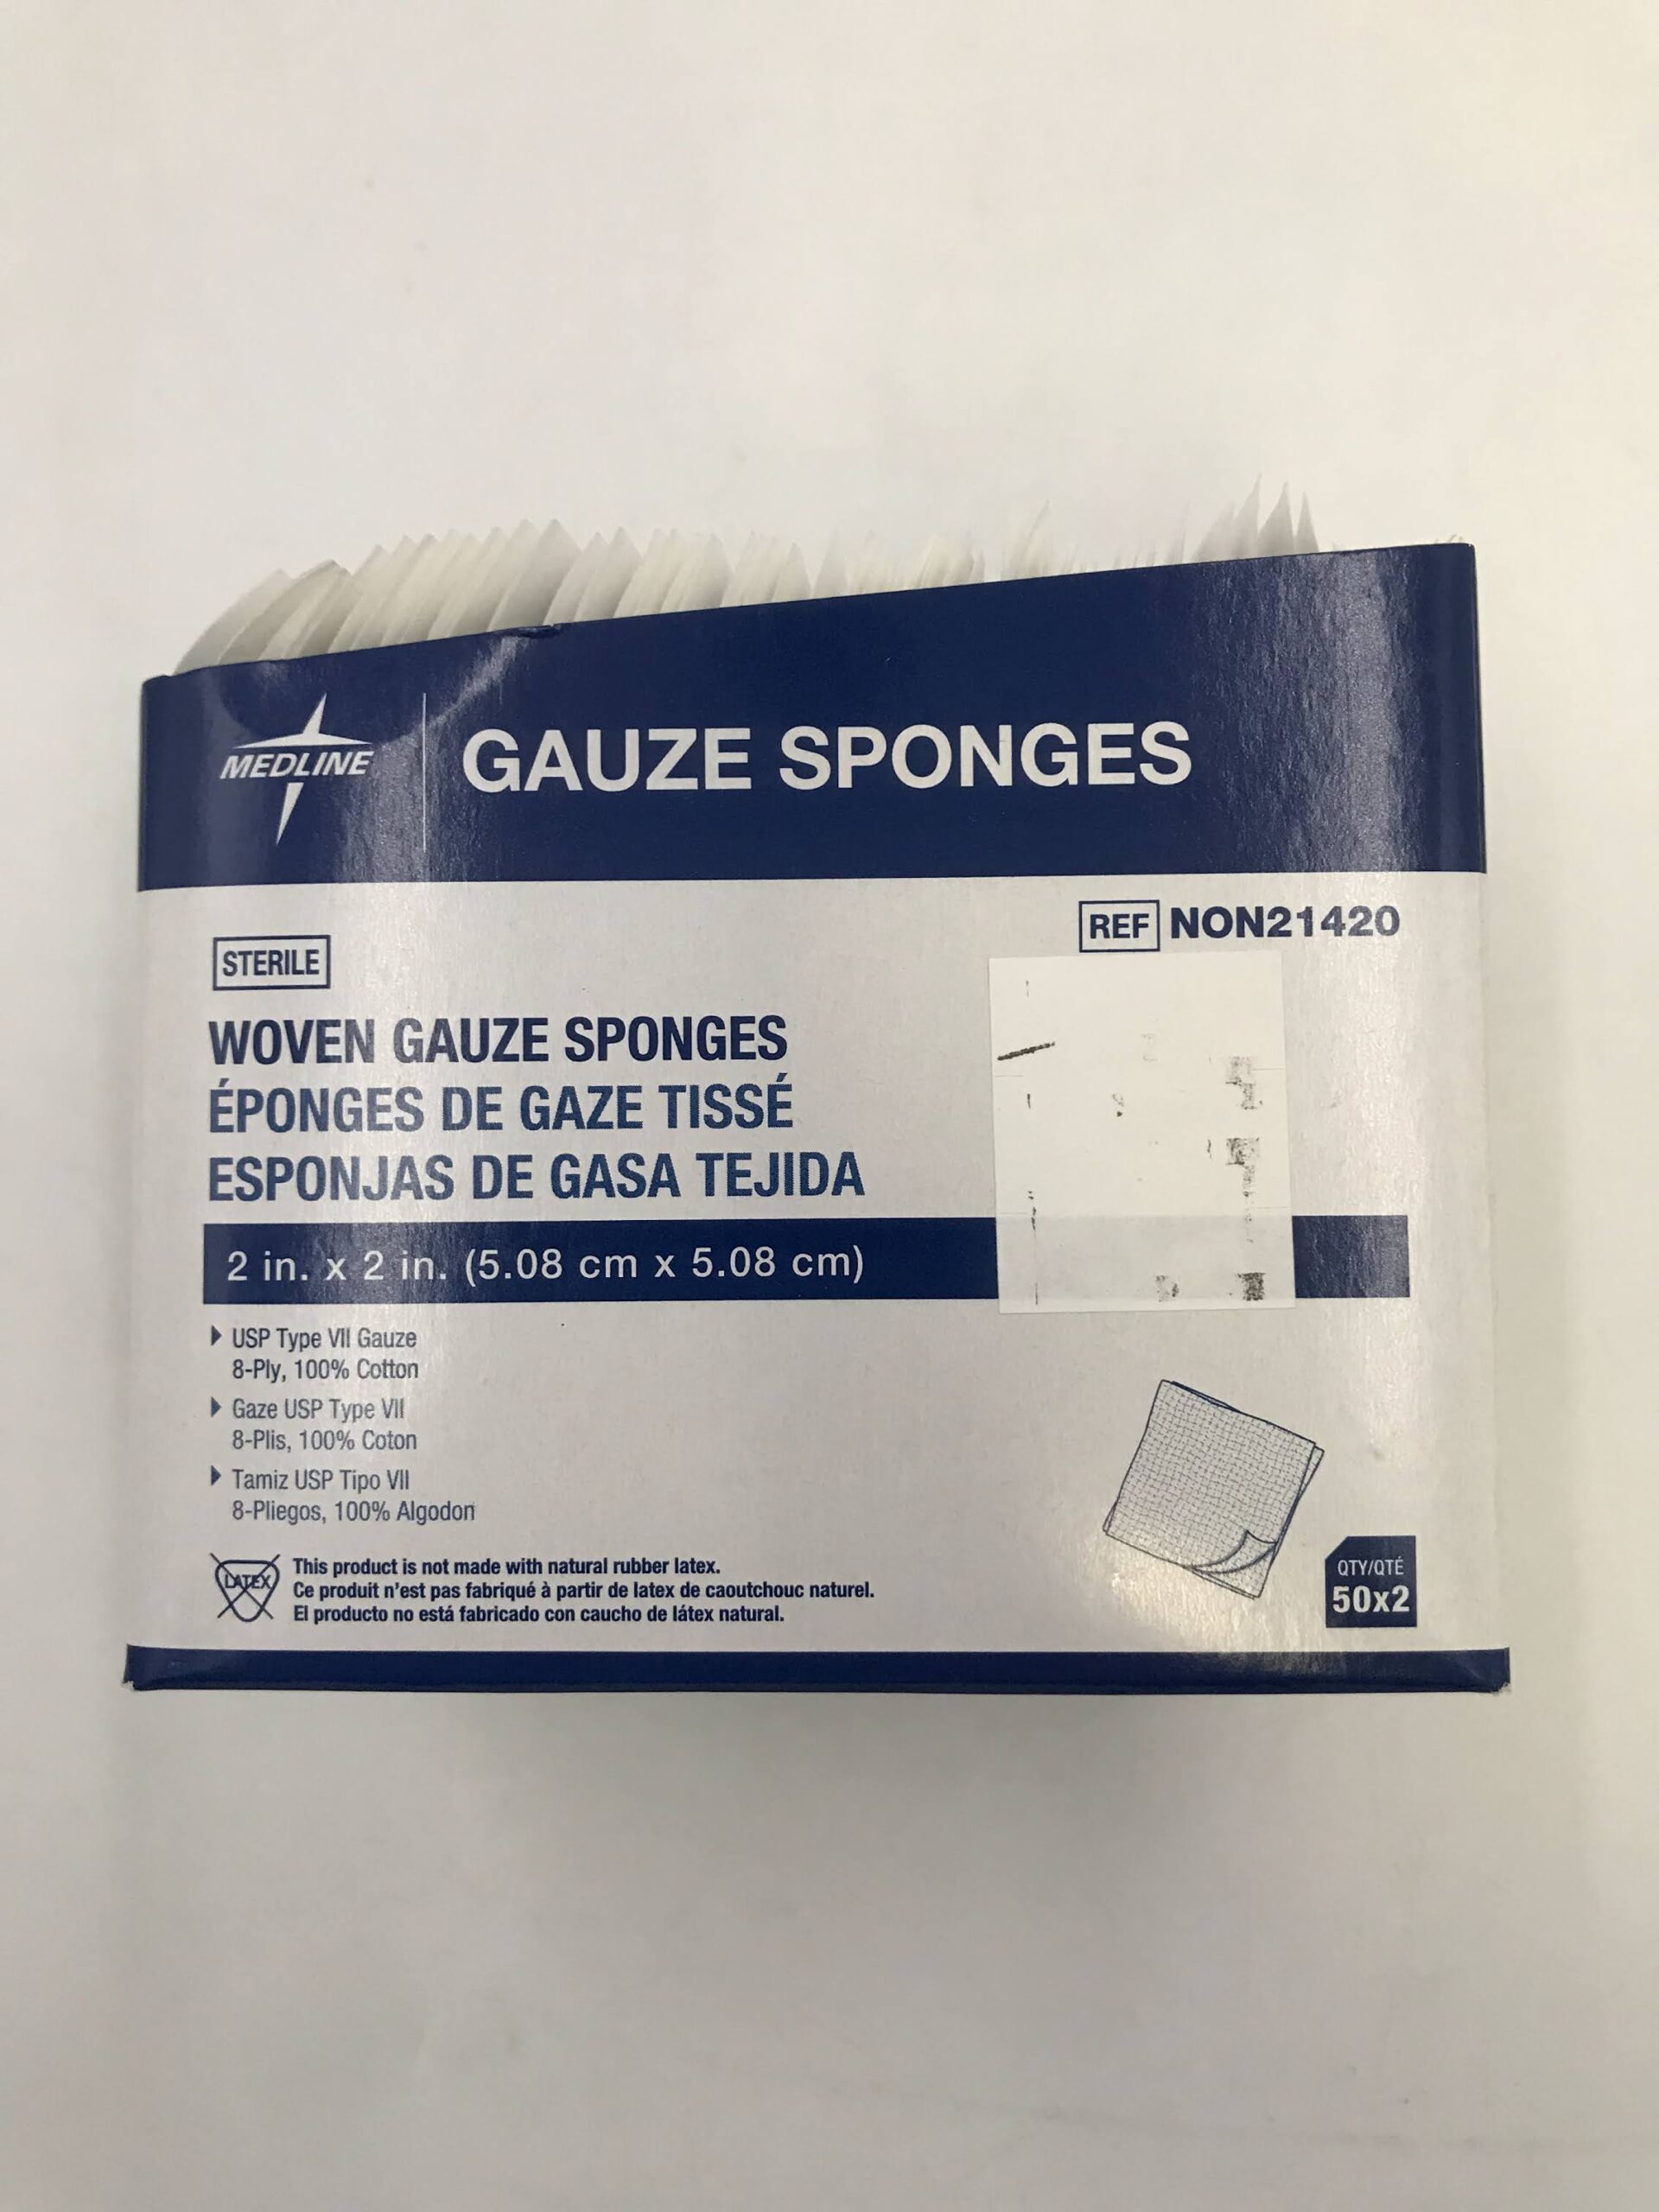 MEDLINE
GAUZE SPONGES
REF NON21420
STERILE
WOVEN GAUZE SPONGES
ÉPONGES DE GAZE TISSÉ
ESPONJAS DE GASA TEJIDA
2 in. x 2 in. (5.08 cm x 5.08 cm)
USP Type VII Gauze
8-Ply, 100% Cotton
Gaze USP Type VII
8-Plis, 100% Coton
Tamiz USP Tipo VII
8-Pliegos, 100% Algodon
LATEX
This product is not made with natural rubber latex.
Ce produit n'est pas fabriqué à partir de latex de caoutchouc naturel.
El producto no está fabricado con caucho de látex natural.
QTY/QTÉ
50x2